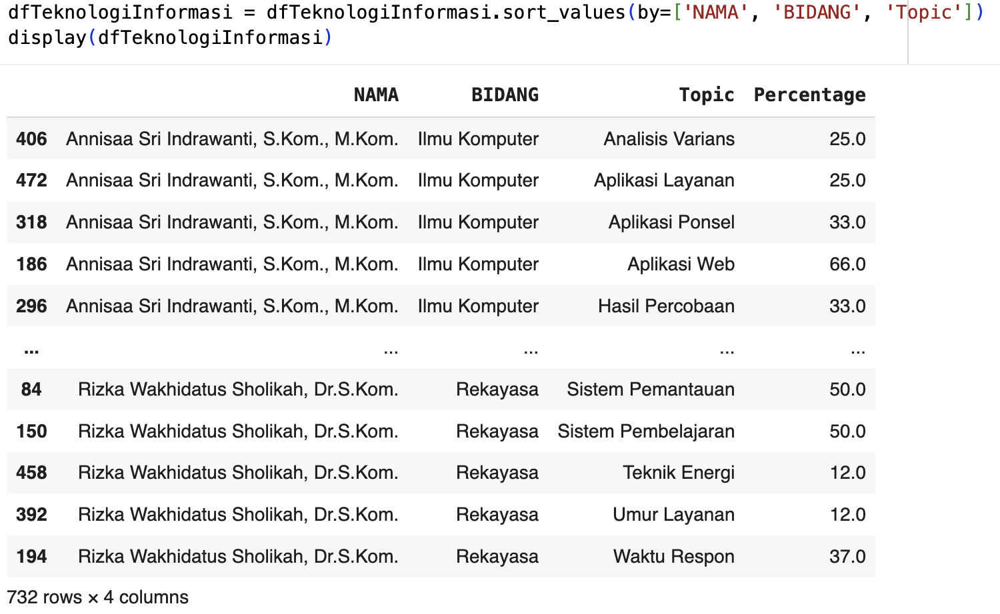 dfTeknologiInformasi = dfTeknologiInformasi.sort_values(by=['NAMA', 'BIDANG', 'Topic'])
display(dfTeknologiInformasi)
NAMA BIDANG Topic Percentage
406 Annisaa Sri Indrawanti, S.Kom., M.Kom. Ilmu Komputer Analisis Varians 25.0
472 Annisaa Sri Indrawanti, S.Kom., M.Kom. Ilmu Komputer Aplikasi Layanan 25.0
318 Annisaa Sri Indrawanti, S.Kom., M.Kom. Ilmu Komputer Aplikasi Ponsel 33.0
186 Annisaa Sri Indrawanti, S.Kom., M.Kom. Ilmu Komputer Aplikasi Web 66.0
296 Annisaa Sri Indrawanti, S.Kom., M.Kom. Ilmu Komputer Hasil Percobaan 33.0
... ... ... ... ...
84 Rizka Wakhidatus Sholikah, Dr.S.Kom. Rekayasa Sistem Pemantauan 50.0
150 Rizka Wakhidatus Sholikah, Dr.S.Kom. Rekayasa Sistem Pembelajaran 50.0
458 Rizka Wakhidatus Sholikah, Dr.S.Kom. Rekayasa Teknik Energi 12.0
392 Rizka Wakhidatus Sholikah, Dr.S.Kom. Rekayasa Umur Layanan 12.0
194 Rizka Wakhidatus Sholikah, Dr.S.Kom. Rekayasa Waktu Respon 37.0
732 rows × 4 columns